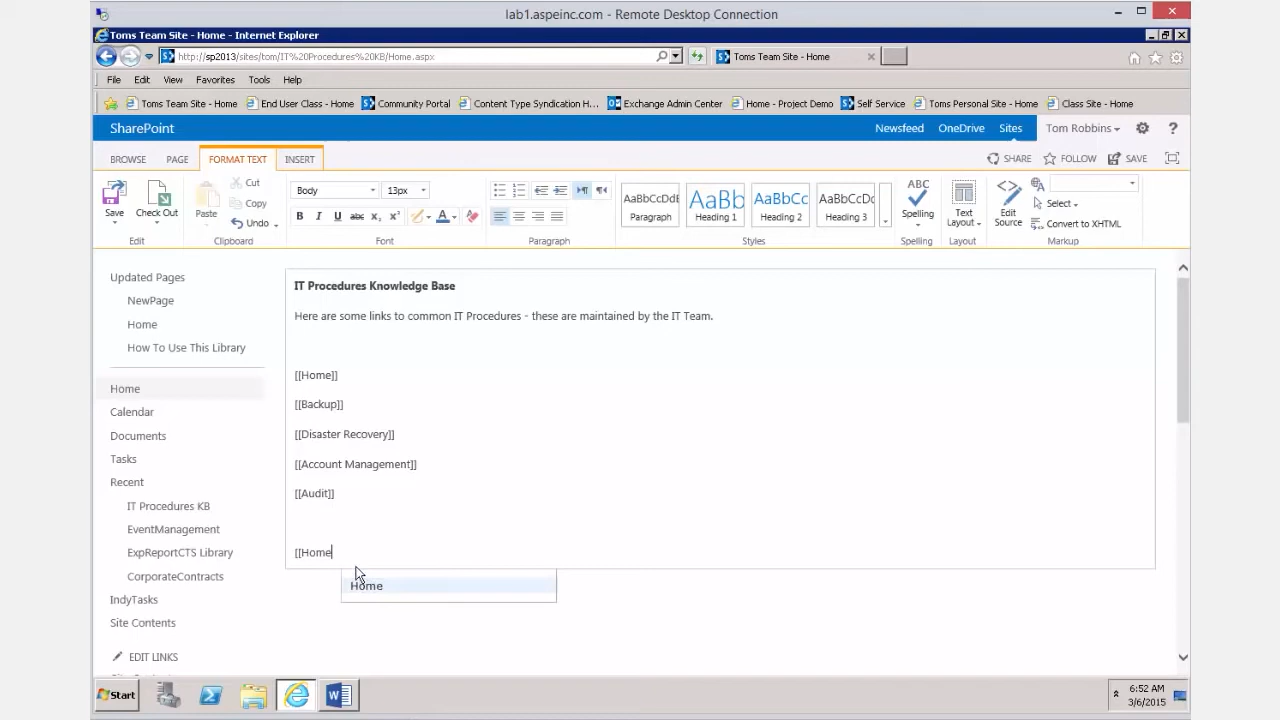 lab1.aspeinc.com - Remote Desktop Connection
Toms Team Site - Home - Internet Explorer
http://sp2013/sites/tom/IT%20Procedures%20KB/Home.aspx
Toms Team Site - Home
File Edit View Favorites Tools Help
Toms Team Site - Home End User Class - Home Community Portal Content Type Syndication H... Exchange Admin Center Home - Project Demo Self Service Toms Personal Site - Home Class Site - Home
SharePoint Newsfeed OneDrive Sites Tom Robbins ?
BROWSE PAGE FORMAT TEXT INSERT SHARE FOLLOW SAVE
Save Check Out Edit
Paste Cut Copy Undo Clipboard
Body 13px
B I U abc x₂ x² A Font
Paragraph
AaBbCcDdE Paragraph AaBb Heading 1 AaBbCc Heading 2 AaBbCcDc Heading 3 Styles
ABC Spelling Spelling
Text Layout Layout
Edit Source Select Convert to XHTML Markup
Updated Pages
NewPage
Home
How To Use This Library
Home
Calendar
Documents
Tasks
Recent
IT Procedures KB
EventManagement
ExpReportCTS Library
CorporateContracts
IndyTasks
Site Contents
EDIT LINKS
IT Procedures Knowledge Base
Here are some links to common IT Procedures - these are maintained by the IT Team.
[[Home]]
[[Backup]]
[[Disaster Recovery]]
[[Account Management]]
[[Audit]]
[[Home
Home
Start
6:52 AM
3/6/2015